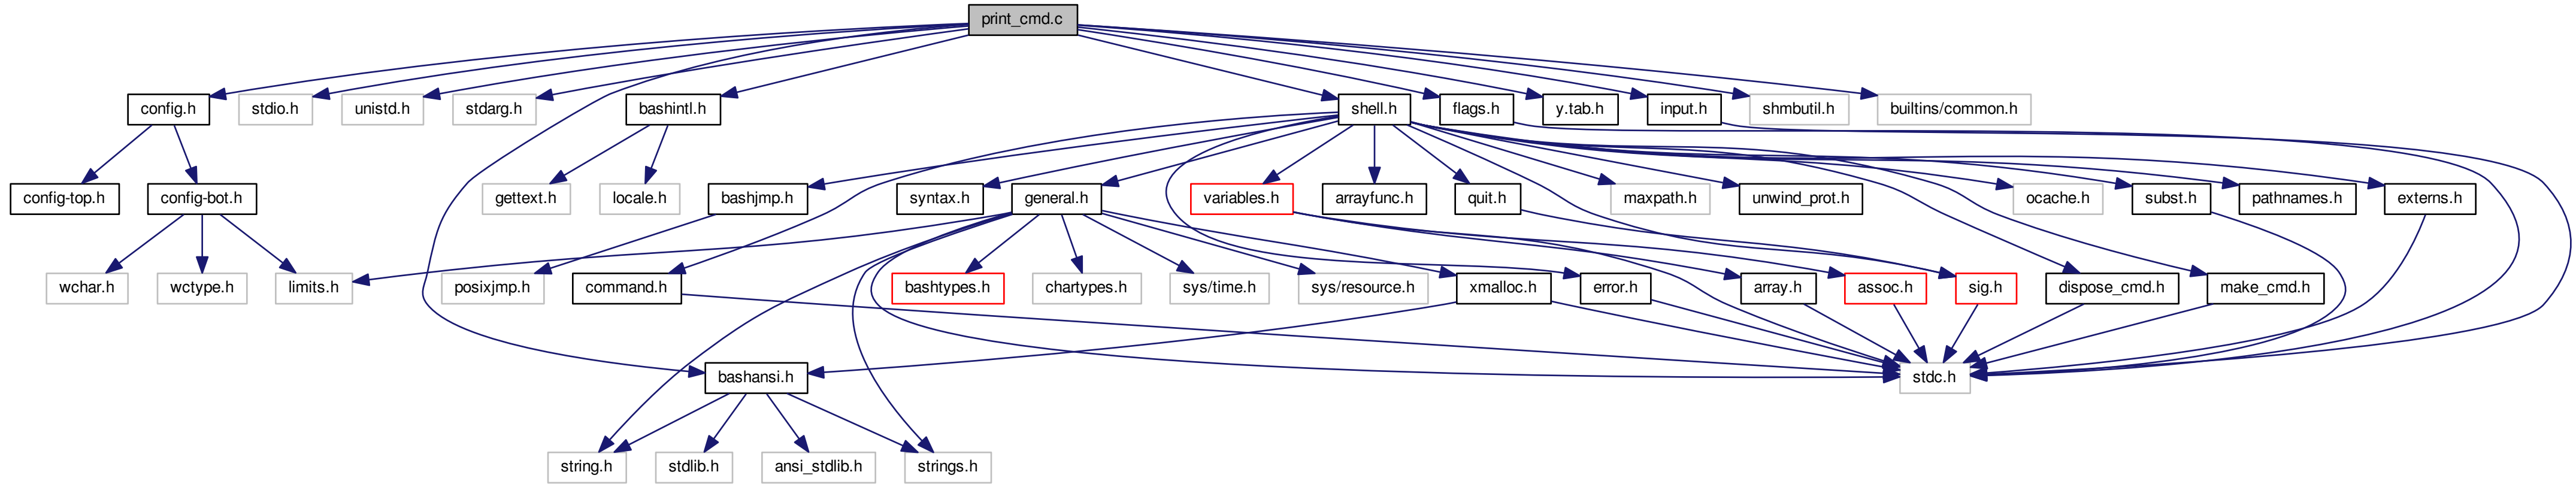 print_cmd.c
config.h
stdio.h
unistd.h
stdarg.h
bashintl.h
shell.h
flags.h
y.tab.h
input.h
shmbutil.h
builtins/common.h
config-top.h
config-bot.h
gettext.h
locale.h
bashjmp.h
syntax.h
general.h
variables.h
arrayfunc.h
quit.h
maxpath.h
unwind_prot.h
ocache.h
subst.h
pathnames.h
externs.h
wchar.h
wctype.h
limits.h
posixjmp.h
command.h
bashtypes.h
chartypes.h
sys/time.h
sys/resource.h
xmalloc.h
error.h
array.h
assoc.h
sig.h
dispose_cmd.h
make_cmd.h
bashansi.h
stdc.h
string.h
stdlib.h
ansi_stdlib.h
strings.h